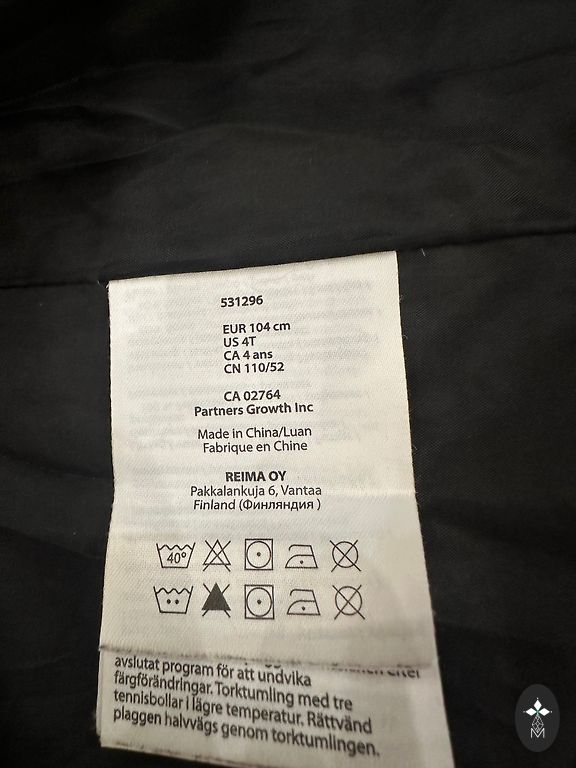 531296
EUR 104 cm
US 4T
CA 4 ans
CN 110/52
CA 02764
Partners Growth Inc
Made in China/Luan
Fabrique en Chine
REIMA OY
Pakkalankuja 6, Vantaa
Finland (Финляндия )
40°
avslutat program för att undvika
färgförändringar. Torktumling med tre
tennisbollar i lägre temperatur. Rättvänd
plaggen halvvägs genom torktumlingen.
M